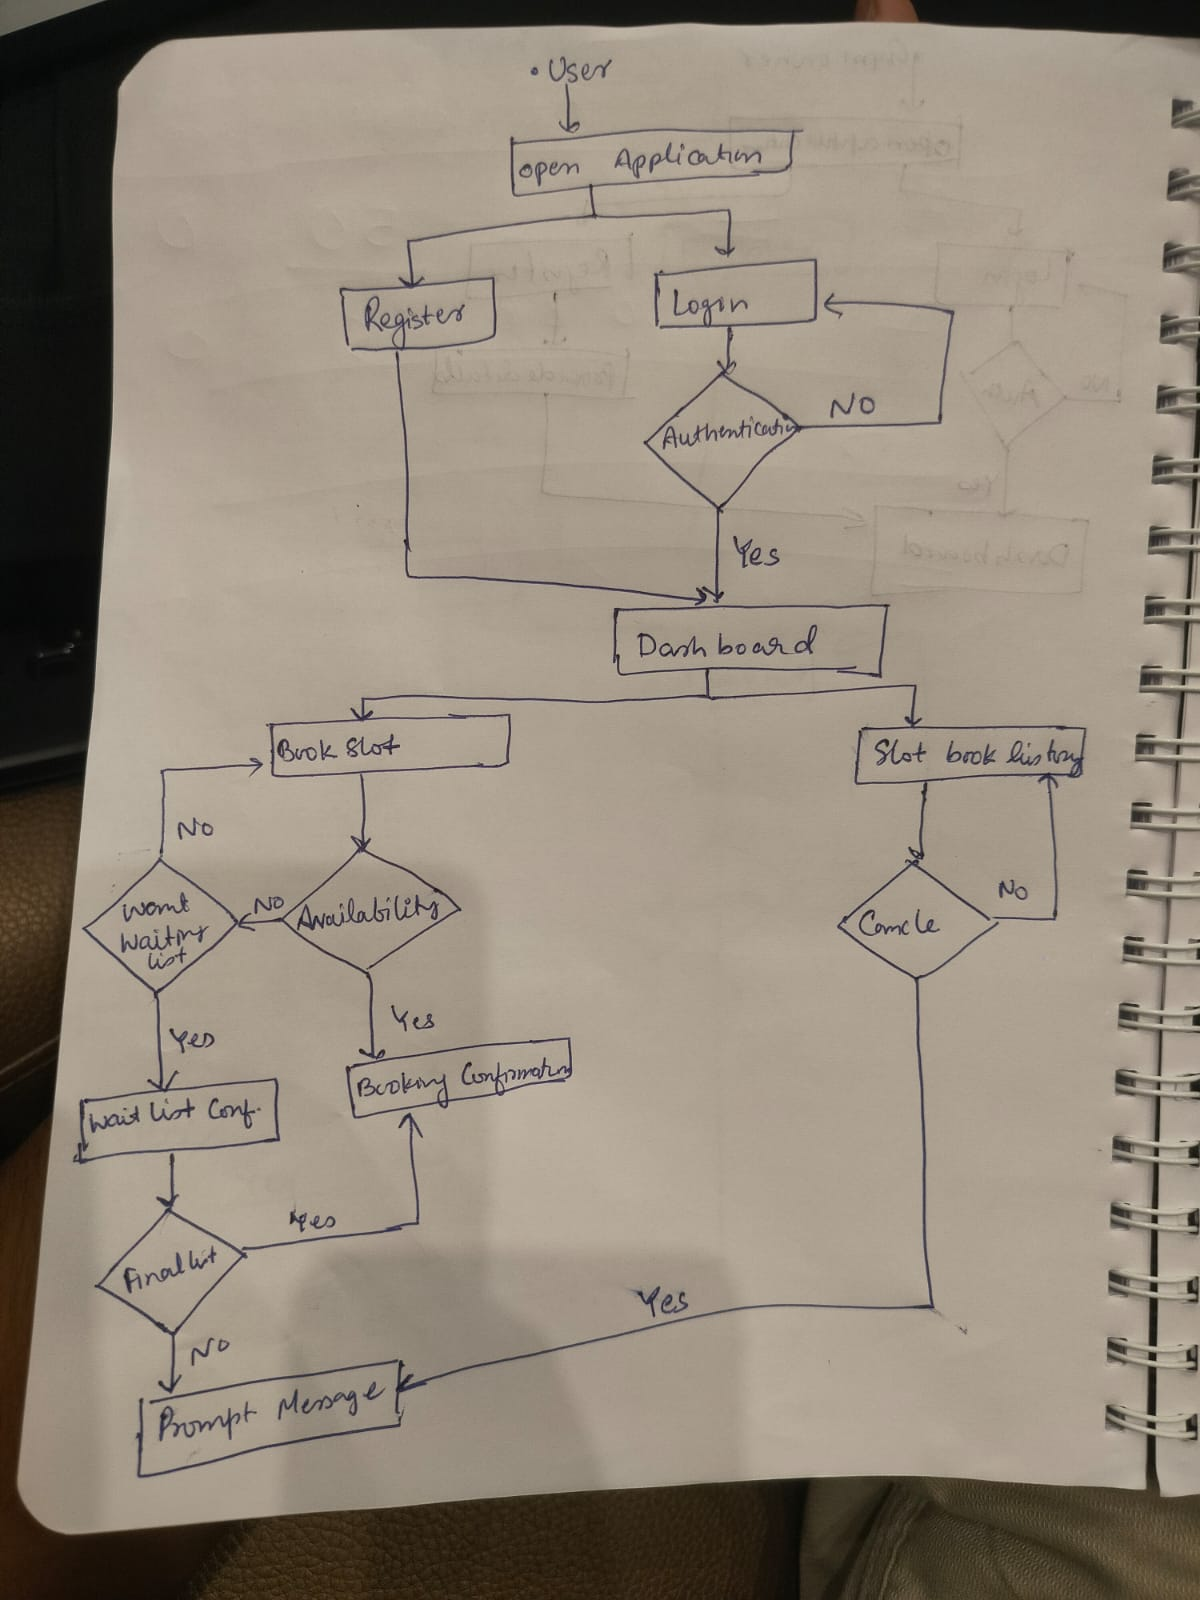 • User
open Application
Register
Login
Authentication
NO
Yes
Dashboard
Book Slot
Slot book history
NO
Want
Waiting
list
NO
Availability
Cancle
NO
Yes
Yes
Booking Confirmation
Wait list Conf.
Yes
Final list
Yes
NO
Prompt Message